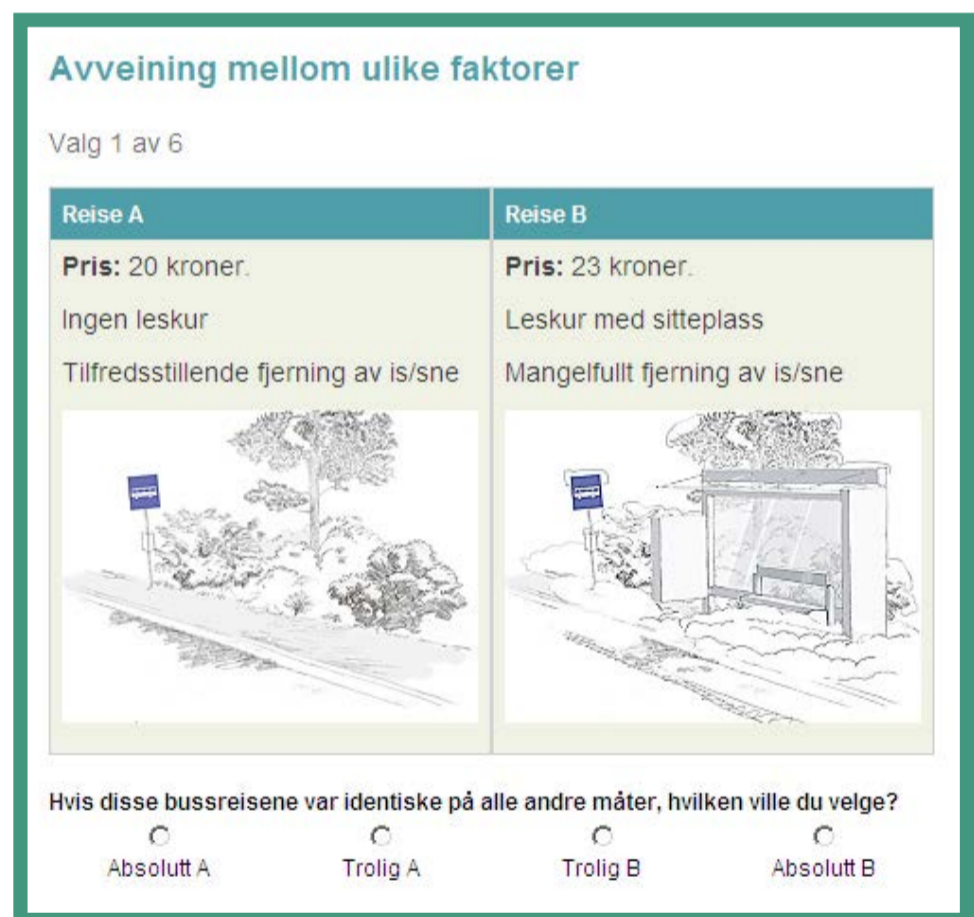 Avveining mellom ulike faktorer
Valg 1 av 6
Reise A
Pris: 20 kroner.
Ingen leskur
Tilfredsstillende fjerning av is/sne
Reise B
Pris: 23 kroner.
Leskur med sitteplass
Mangelfullt fjerning av is/sne
Hvis disse bussreisene var identiske på alle andre måter, hvilken ville du velge?
Absolutt A
Trolig A
Trolig B
Absolutt B